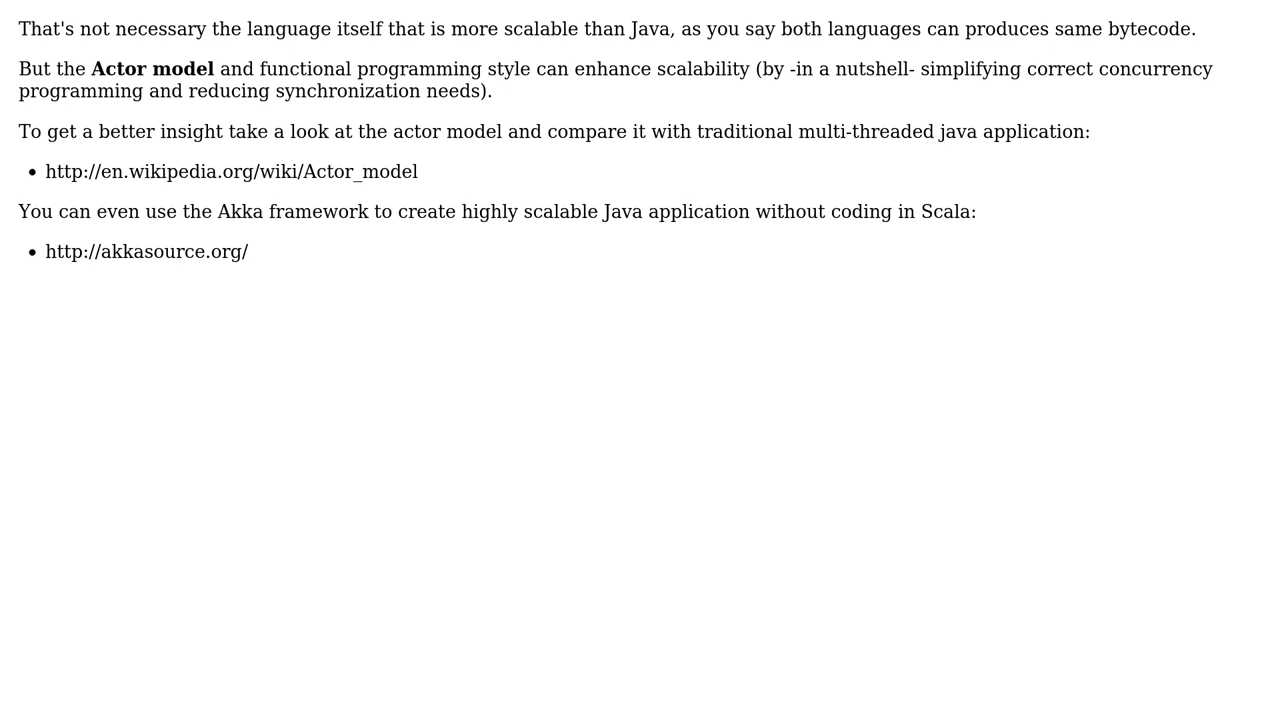 That's not necessary the language itself that is more scalable than Java, as you say both languages can produces same bytecode.
But the Actor model and functional programming style can enhance scalability (by -in a nutshell- simplifying correct concurrency
programming and reducing synchronization needs).
To get a better insight take a look at the actor model and compare it with traditional multi-threaded java application:
• http://en.wikipedia.org/wiki/Actor_model
You can even use the Akka framework to create highly scalable Java application without coding in Scala:
• http://akkasource.org/